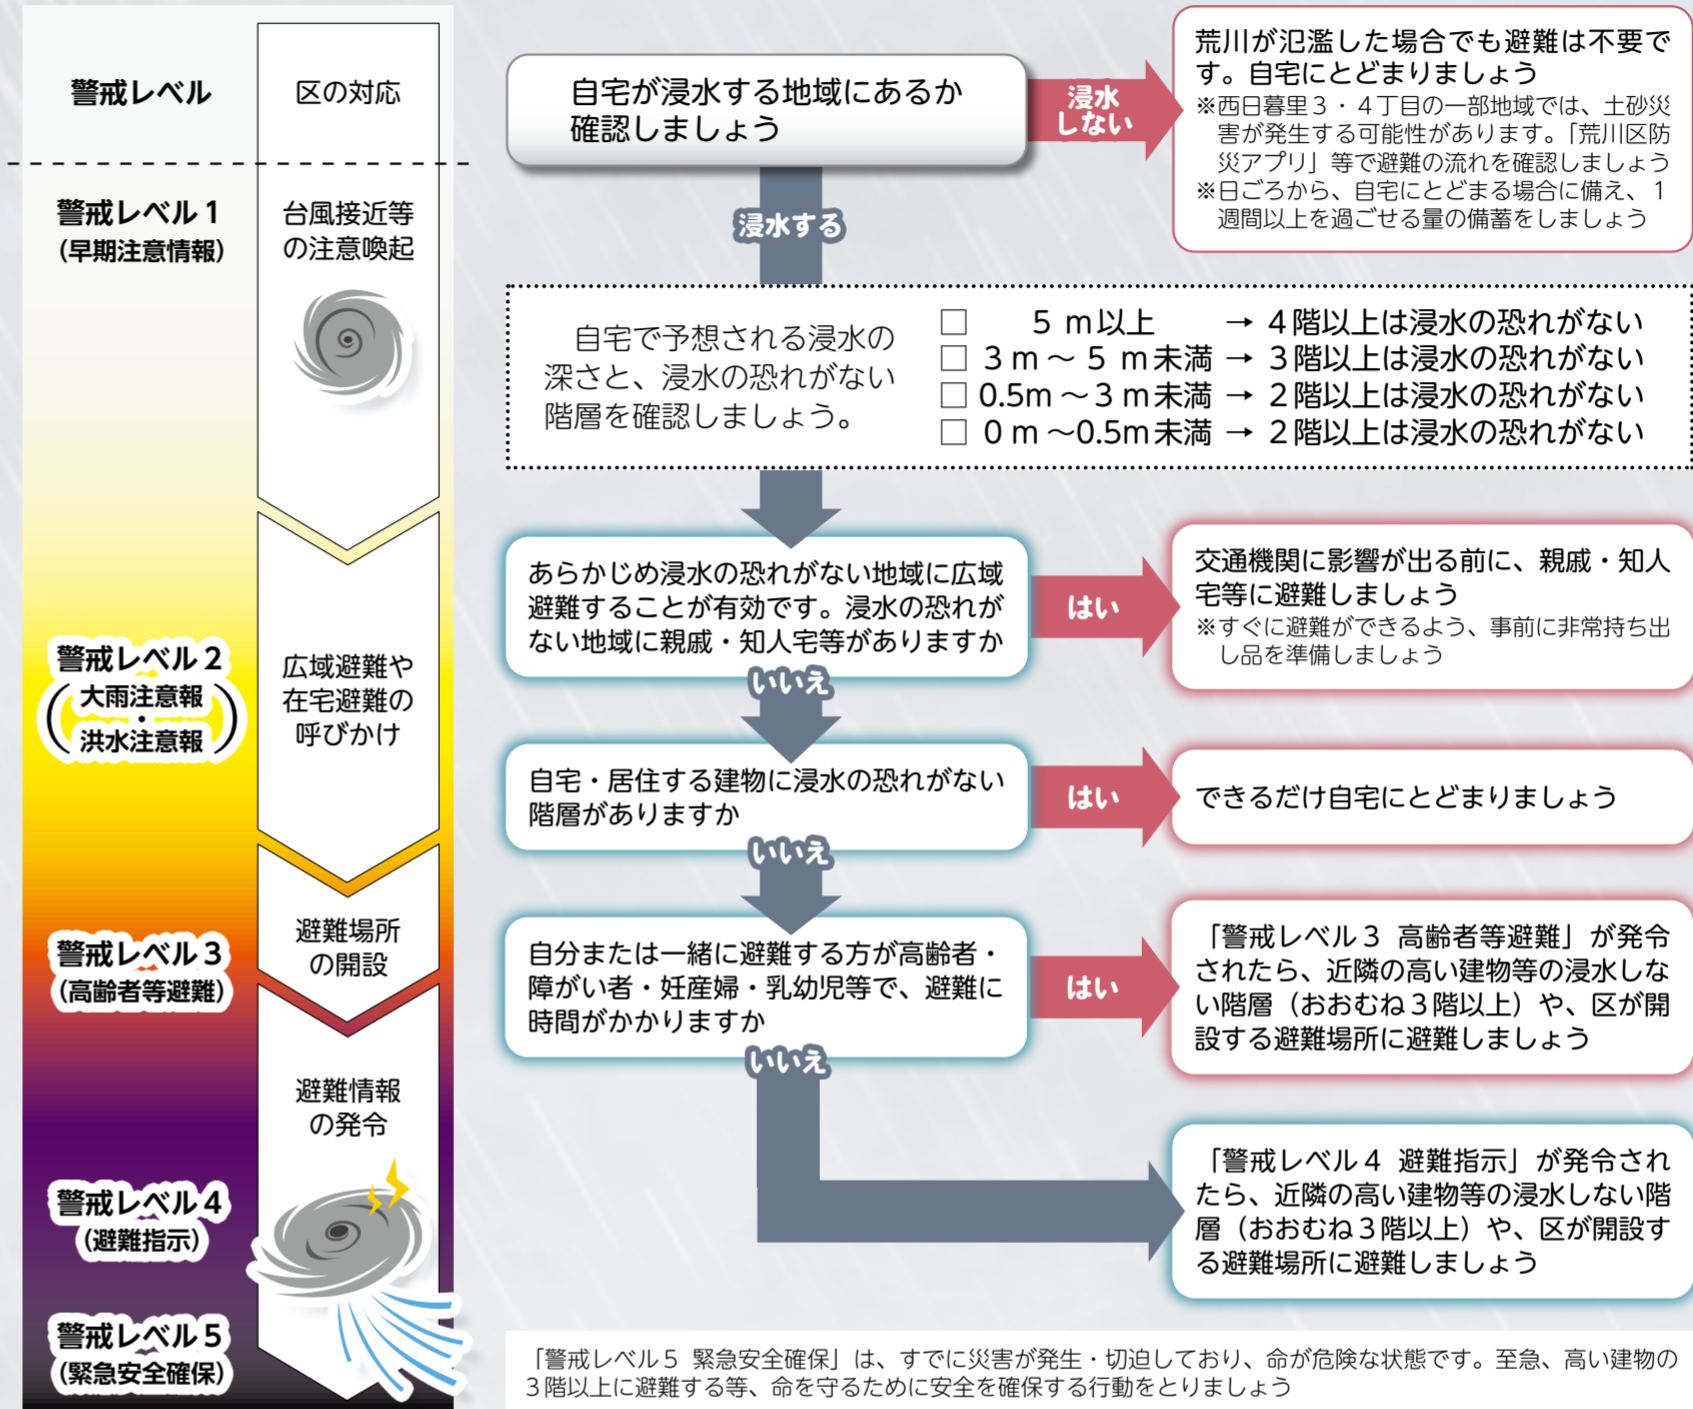 警戒レベル
区の対応
警戒レベル1
(早期注意情報)
台風接近等
の注意喚起
警戒レベル2
(大雨注意報
・
洪水注意報)
広域避難や
在宅避難の
呼びかけ
警戒レベル3
(高齢者等避難)
避難場所
の開設
避難情報
の発令
警戒レベル4
(避難指示)
警戒レベル5
(緊急安全確保)
自宅が浸水する地域にあるか
確認しましょう
浸水
しない
荒川が氾濫した場合でも避難は不要で
す。自宅にとどまりましょう
※西日暮里3・4丁目の一部地域では、土砂災
害が発生する可能性があります。「荒川区防
災アプリ」等で避難の流れを確認しましょう
※日ごろから、自宅にとどまる場合に備え、1
週間以上を過ごせる量の備蓄をしましょう
浸水する
自宅で予想される浸水の
深さと、浸水の恐れがない
階層を確認しましょう。
□ 5m以上 → 4階以上は浸水の恐れがない
□ 3m～5m未満 → 3階以上は浸水の恐れがない
□ 0.5m～3m未満 → 2階以上は浸水の恐れがない
□ 0m～0.5m未満 → 2階以上は浸水の恐れがない
あらかじめ浸水の恐れがない地域に広域
避難することが有効です。浸水の恐れが
ない地域に親戚・知人宅等がありますか
はい
交通機関に影響が出る前に、親戚・知人
宅等に避難しましょう
※すぐに避難ができるよう、事前に非常持ち出
し品を準備しましょう
いいえ
自宅・居住する建物に浸水の恐れがない
階層がありますか
はい
できるだけ自宅にとどまりましょう
いいえ
自分または一緒に避難する方が高齢者・
障がい者・妊産婦・乳幼児等で、避難に
時間がかかりますか
はい
「警戒レベル3 高齢者等避難」が発令
されたら、近隣の高い建物等の浸水しな
い階層（おおむね3階以上）や、区が開
設する避難場所に避難しましょう
いいえ
「警戒レベル4 避難指示」が発令され
たら、近隣の高い建物等の浸水しない階
層（おおむね3階以上）や、区が開設す
る避難場所に避難しましょう
「警戒レベル5 緊急安全確保」は、すでに災害が発生・切迫しており、命が危険な状態です。至急、高い建物の
3階以上に避難する等、命を守るために安全を確保する行動をとりましょう